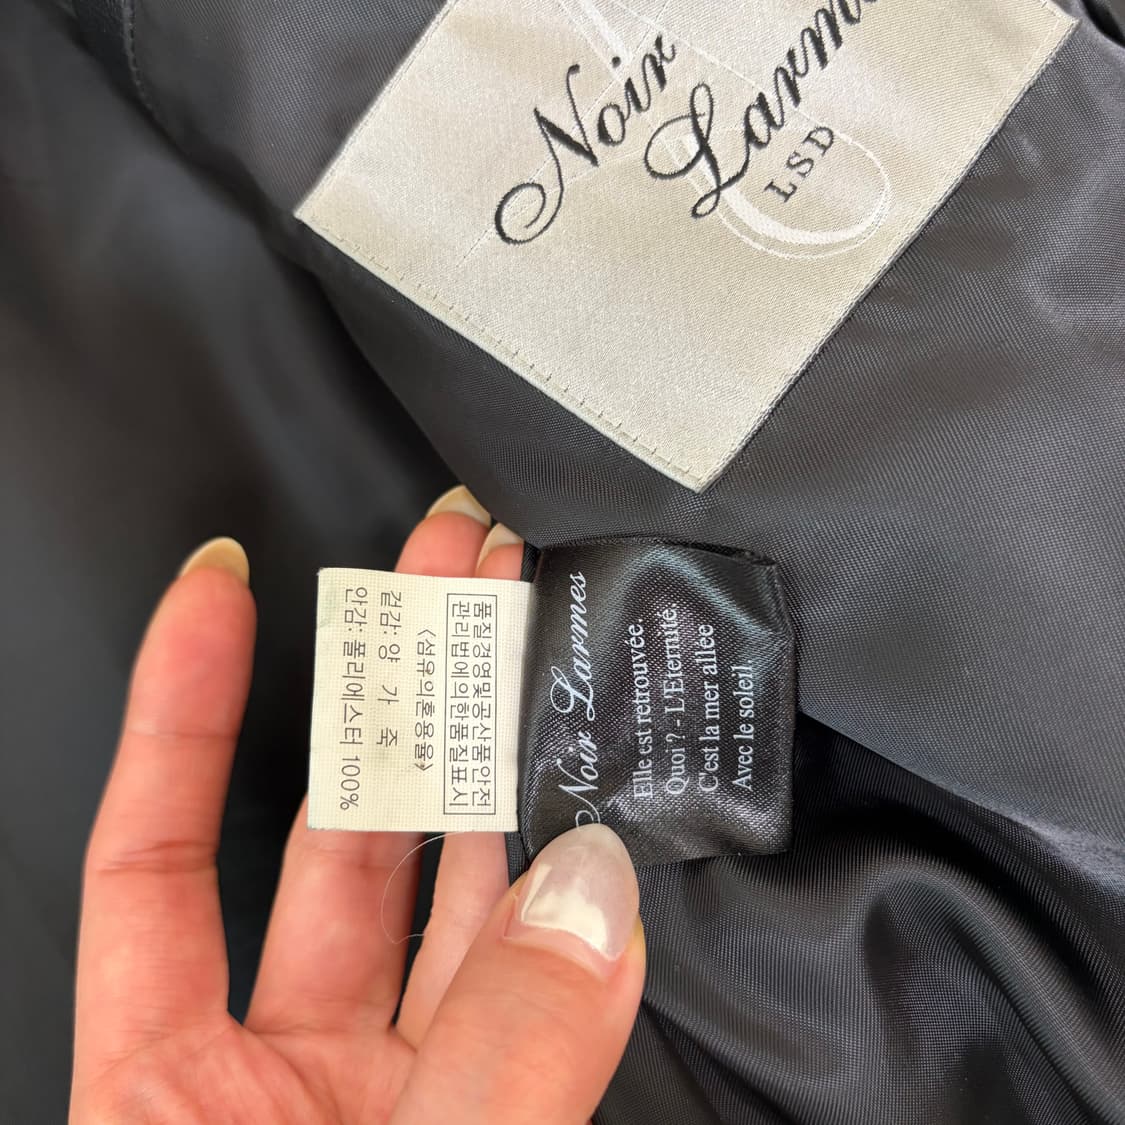 Noir
LSD
품질경영및공산품안전
관리법에의한품질표시
〈섬유의혼용율〉
겉감: 양 가 죽
안감: 폴리에스터 100%
Noir Larmes
Elle est retrouvée.
Quoi ? - L'Eternité.
C'est la mer allée
Avec le soleil.